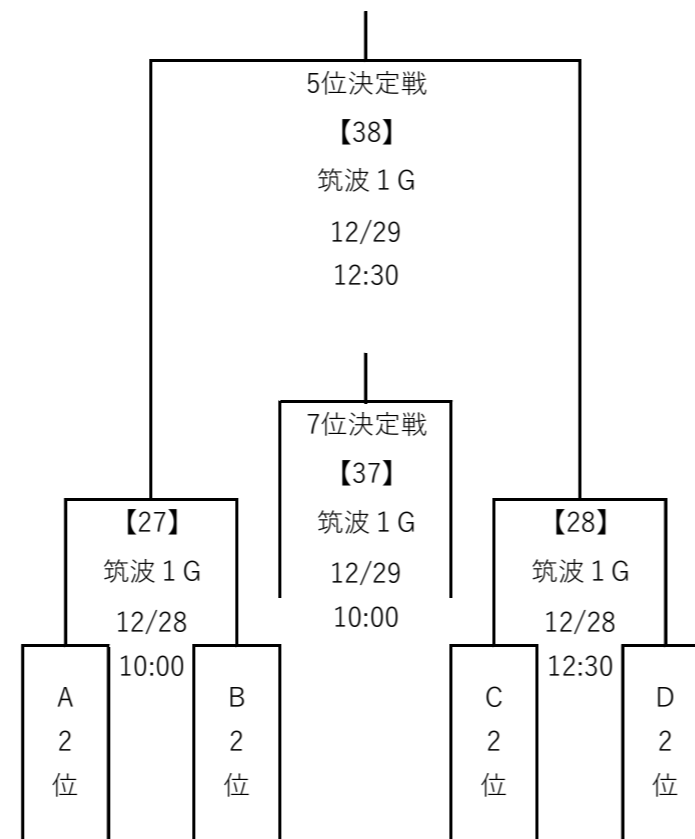 5位決定戦
【38】
筑波１G
12/29
12:30
7位決定戦
【37】
筑波１G
12/29
10:00
【27】
筑波１G
12/28
10:00
【28】
筑波１G
12/28
12:30
A
2
位
B
2
位
C
2
位
D
2
位